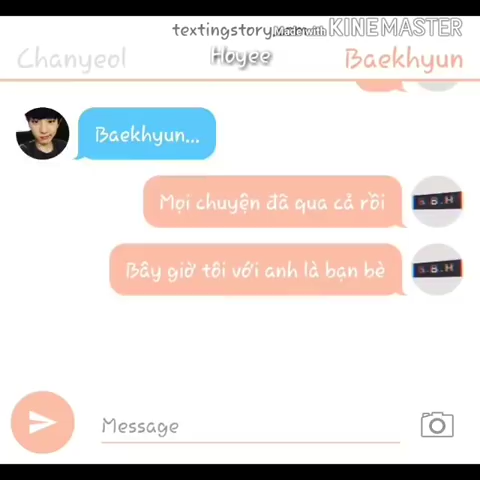 textingstory.com
Made with KINEMASTER
Chanyeol
Hoyee
Baekhyun
Baekhyun...
Mọi chuyện đã qua cả rồi
B.B.H
Bây giờ tôi với anh là bạn bè
B.B.H
Message